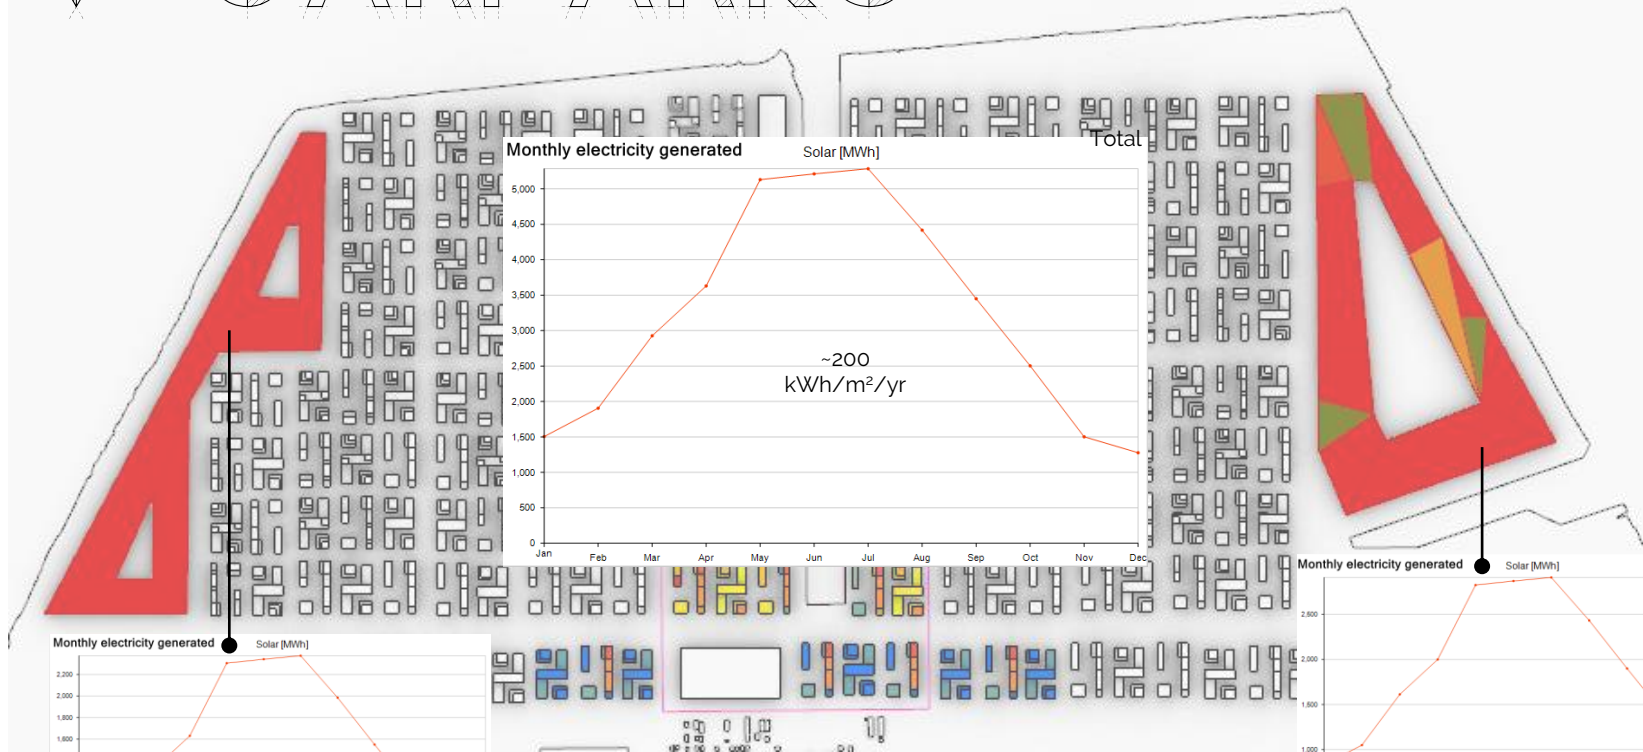 Total
Monthly electricity generated
Solar [MWh]
5,000
4,500
4,000
3,500
3,000
2,500
2,000
1,500
1,000
500
0
~200
kWh/m²/yr
Jan Feb Mar Apr May Jun Jul Aug Sep Oct Nov Dec
Monthly electricity generated
Solar [MWh]
2,200
2,000
1,800
1,600
Monthly electricity generated
Solar [MWh]
2,500
2,000
1,500
1,000